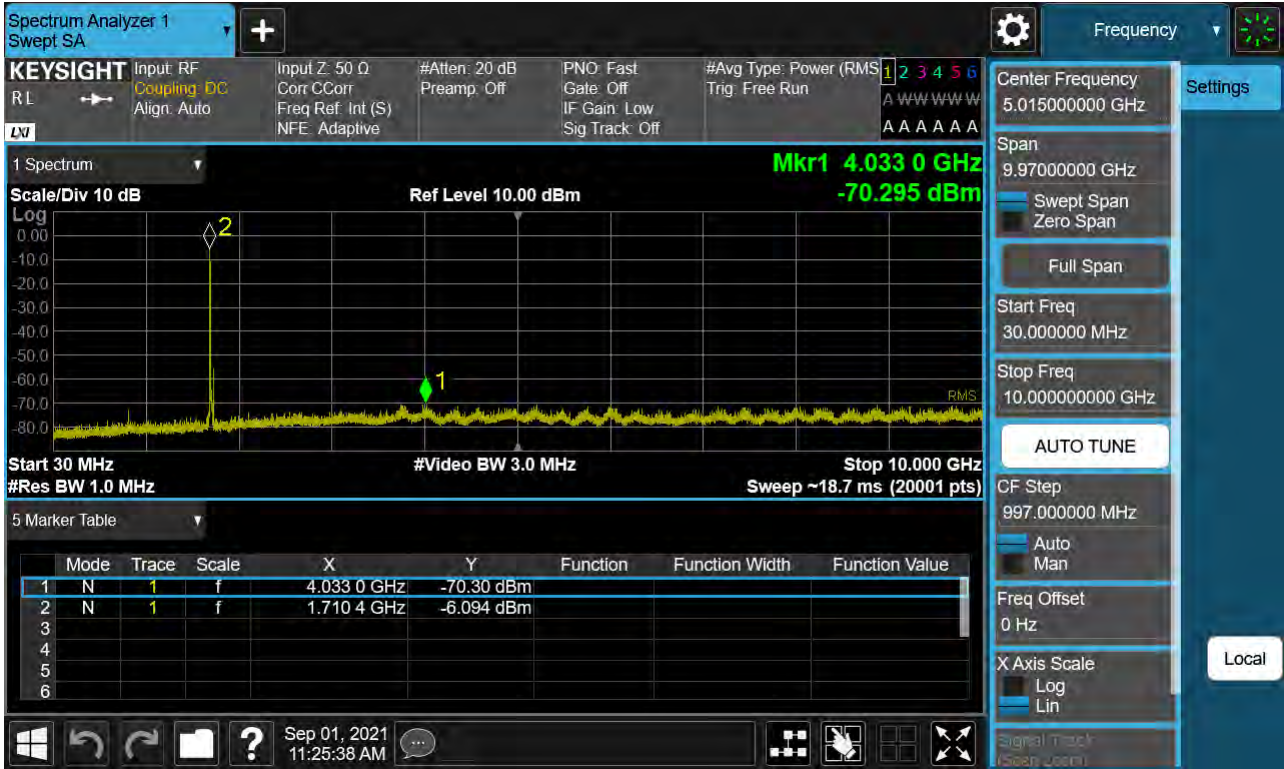 Spectrum Analyzer 1
Swept SA
+
Frequency
KEYSIGHT
RL
LXI
Input: RF
Coupling: DC
Align: Auto
Input Z: 50 Ω
Corr CCorr
Freq Ref: Int (S)
NFE: Adaptive
#Atten: 20 dB
Preamp: Off
PNO: Fast
Gate: Off
IF Gain: Low
Sig Track: Off
#Avg Type: Power (RMS
Trig: Free Run
1 2 3 4 5 6
A W W W W W
A A A A A A
Center Frequency
5.015000000 GHz
Settings
Span
9.97000000 GHz
Swept Span
Zero Span
Full Span
Start Freq
30.000000 MHz
Stop Freq
10.000000000 GHz
AUTO TUNE
CF Step
997.000000 MHz
Auto
Man
Freq Offset
0 Hz
X Axis Scale
Log
Lin
Signal Track
(Span Zoom)
Local
1 Spectrum
Scale/Div 10 dB
Ref Level 10.00 dBm
Mkr1 4.033 0 GHz
-70.295 dBm
Log
0.00
-10.0
-20.0
-30.0
-40.0
-50.0
-60.0
-70.0
-80.0
2
1
RMS
Start 30 MHz
#Video BW 3.0 MHz
Stop 10.000 GHz
#Res BW 1.0 MHz
Sweep ~18.7 ms (20001 pts)
5 Marker Table
Mode Trace Scale X Y Function Function Width Function Value
1 N 1 f 4.033 0 GHz -70.30 dBm
2 N 1 f 1.710 4 GHz -6.094 dBm
3
4
5
6
?
Sep 01, 2021
11:25:38 AM